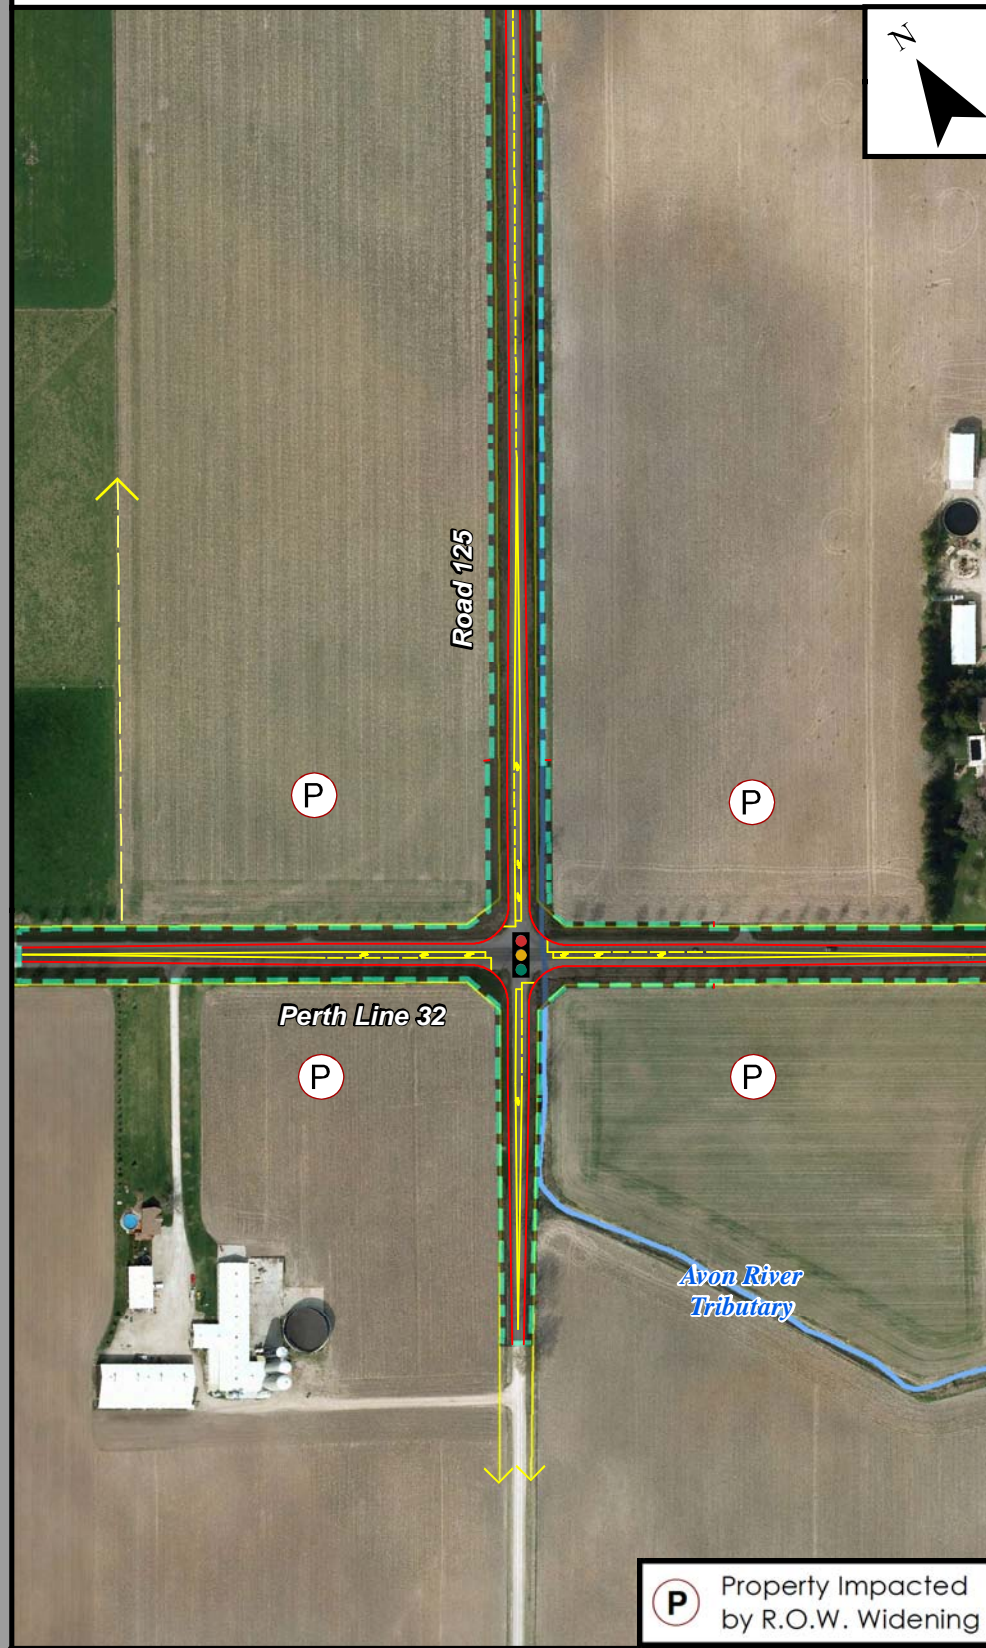 N
Road 125
P
P
Perth Line 32
P
P
Avon River
Tributary
P
Property Impacted
by R.O.W. Widening